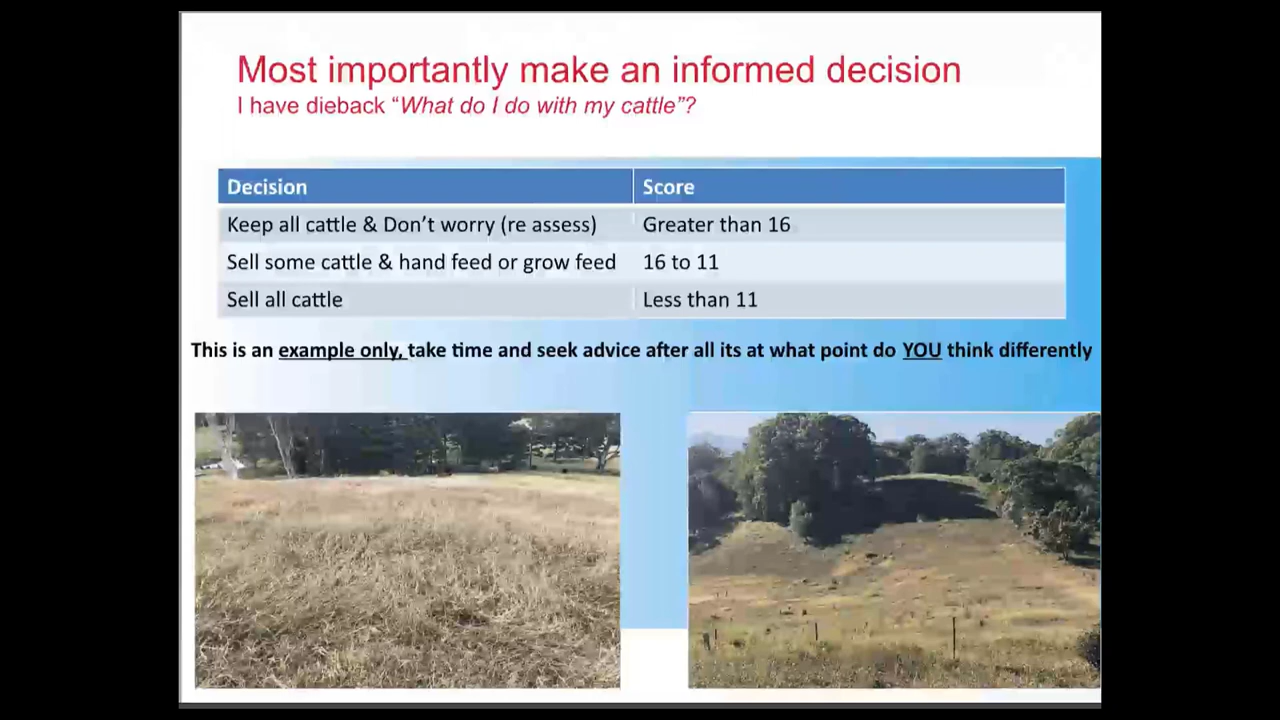 Most importantly make an informed decision
I have dieback “What do I do with my cattle”?
Decision Score
Keep all cattle & Don’t worry (re assess) Greater than 16
Sell some cattle & hand feed or grow feed 16 to 11
Sell all cattle Less than 11
This is an example only, take time and seek advice after all its at what point do YOU think differently